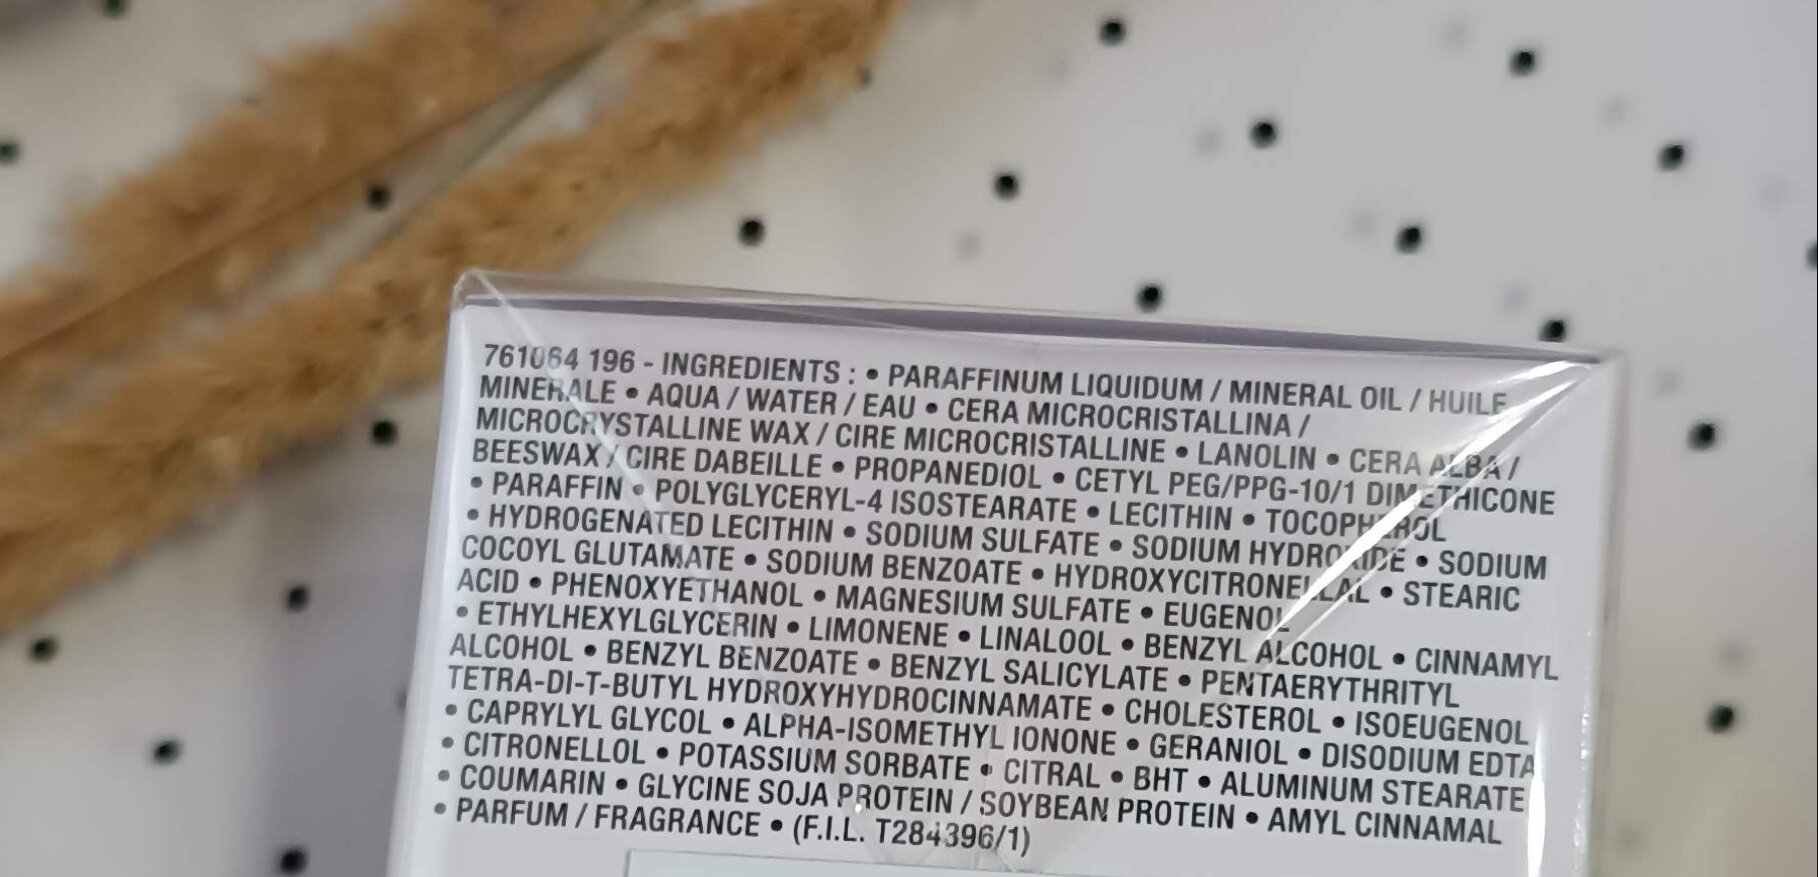 761064 196 - INGREDIENTS : • PARAFFINUM LIQUIDUM / MINERAL OIL / HUILE
MINERALE • AQUA / WATER / EAU • CERA MICROCRISTALLINA /
MICROCRYSTALLINE WAX / CIRE MICROCRISTALLINE • LANOLIN • CERA ALBA /
BEESWAX / CIRE DABEILLE • PROPANEDIOL • CETYL PEG/PPG-10/1 DIMETHICONE
• PARAFFIN • POLYGLYCERYL-4 ISOSTEARATE • LECITHIN • TOCOPHEROL
• HYDROGENATED LECITHIN • SODIUM SULFATE • SODIUM HYDROXIDE • SODIUM
COCOYL GLUTAMATE • SODIUM BENZOATE • HYDROXYCITRONELLAL • STEARIC
ACID • PHENOXYETHANOL • MAGNESIUM SULFATE • EUGENOL
• ETHYLHEXYLGLYCERIN • LIMONENE • LINALOOL • BENZYL ALCOHOL • CINNAMYL
ALCOHOL • BENZYL BENZOATE • BENZYL SALICYLATE • PENTAERYTHRITYL
TETRA-DI-T-BUTYL HYDROXYHYDROCINNAMATE • CHOLESTEROL • ISOEUGENOL
• CAPRYLYL GLYCOL • ALPHA-ISOMETHYL IONONE • GERANIOL • DISODIUM EDTA
• CITRONELLOL • POTASSIUM SORBATE • CITRAL • BHT • ALUMINUM STEARATE
• COUMARIN • GLYCINE SOJA PROTEIN / SOYBEAN PROTEIN • AMYL CINNAMAL
• PARFUM / FRAGRANCE • (F.I.L. T284396/1)